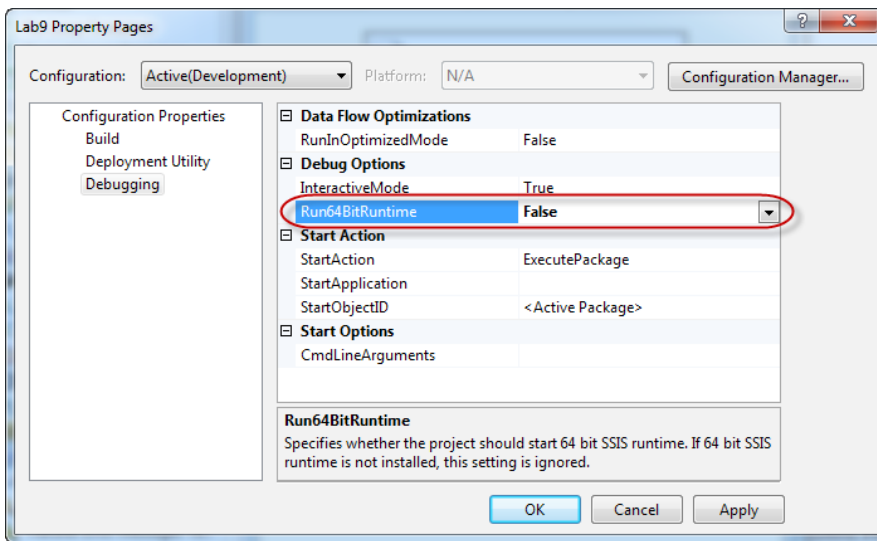 Lab9 Property Pages
Configuration: Active(Development) Platform: N/A Configuration Manager...
Configuration Properties
Build
Deployment Utility
Debugging
Data Flow Optimizations
RunInOptimizedMode False
Debug Options
InteractiveMode True
Run64BitRuntime False
Start Action
StartAction ExecutePackage
StartApplication
StartObjectID <Active Package>
Start Options
CmdLineArguments
Run64BitRuntime
Specifies whether the project should start 64 bit SSIS runtime. If 64 bit SSIS
runtime is not installed, this setting is ignored.
OK Cancel Apply